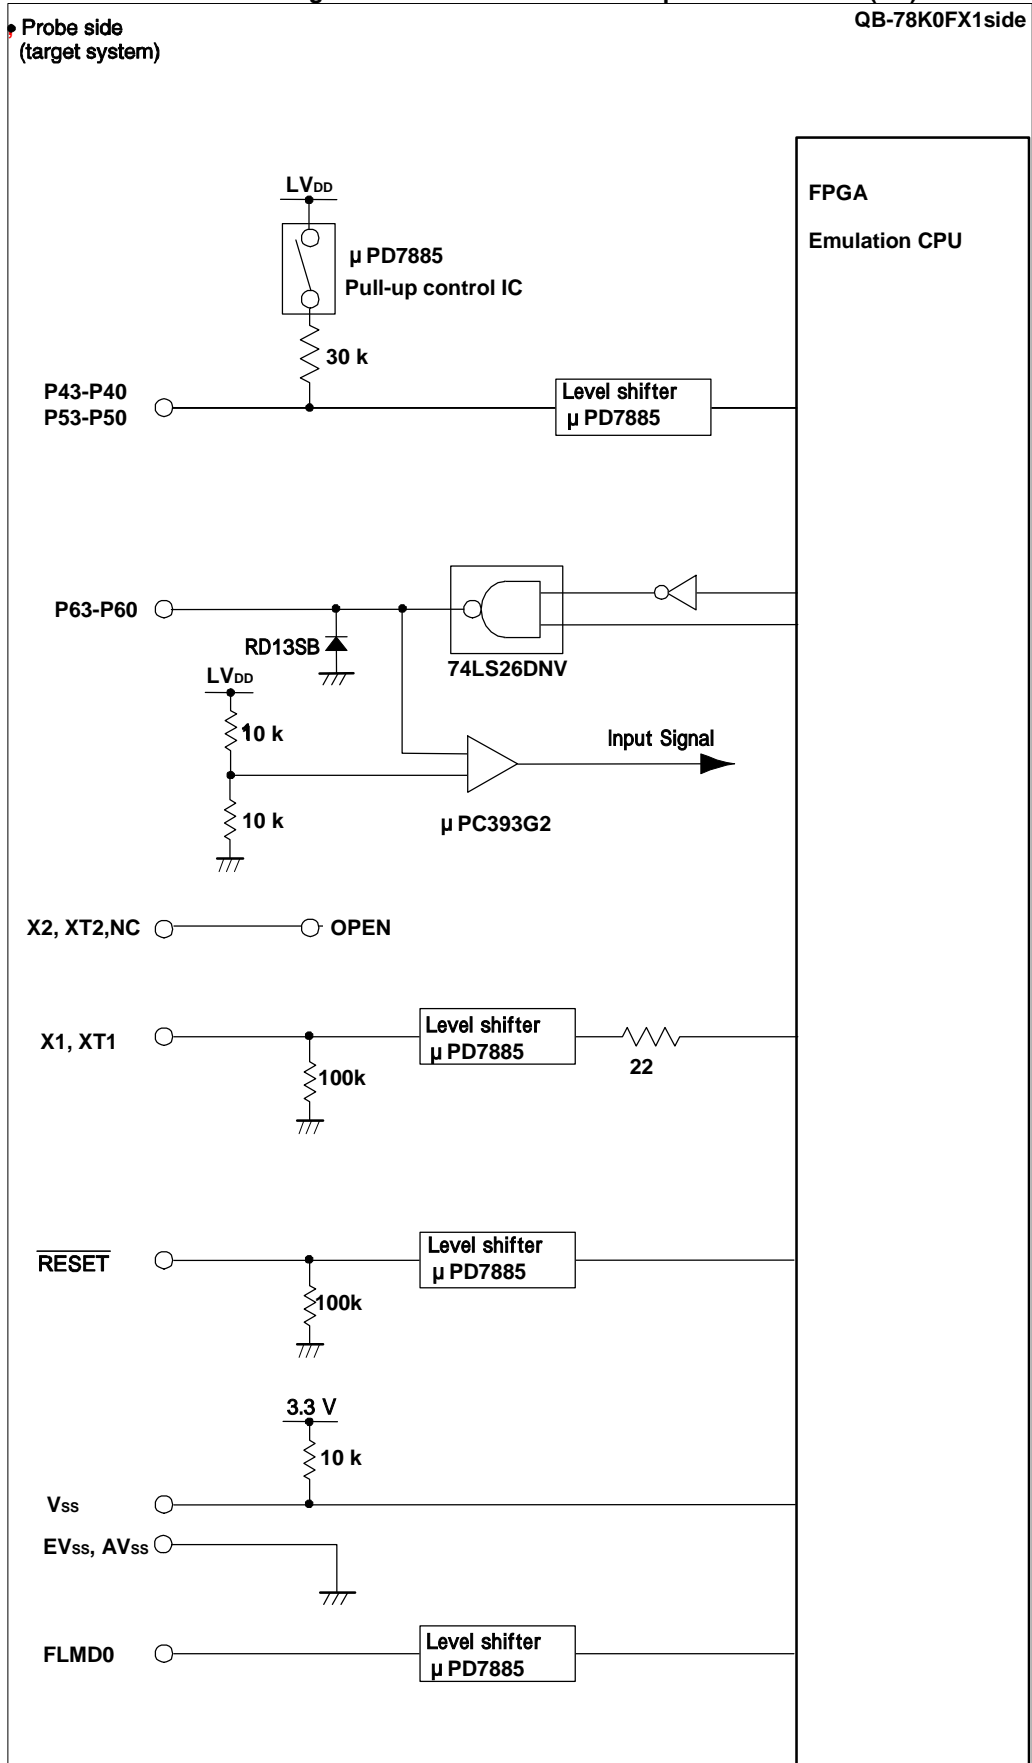 QB-78K0FX1side
• Probe side
(target system)
FPGA
Emulation CPU
LVDD
µ PD7885
Pull-up control IC
30 k
P43-P40
P53-P50
Level shifter
µ PD7885
P63-P60
RD13SB
74LS26DNV
LVDD
10 k
Input Signal
10 k
µ PC393G2
X2, XT2,NC
OPEN
X1, XT1
Level shifter
µ PD7885
22
100k
RESET
Level shifter
µ PD7885
100k
3.3 V
10 k
Vss
EVss, AVss
FLMD0
Level shifter
µ PD7885